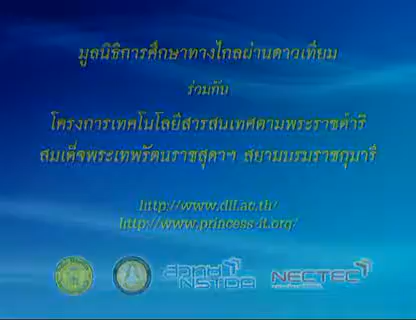 มูลนิธิการศึกษาทางไกลผ่านดาวเทียม
ร่วมกับ
โครงการเทคโนโลยีสารสนเทศตามพระราชดำริ
สมเด็จพระเทพรัตนราชสุดาฯ สยามบรมราชกุมารี
http://www.dlf.ac.th/
http://www.princess-it.org/
สวทช
NSTDA
NECTEC